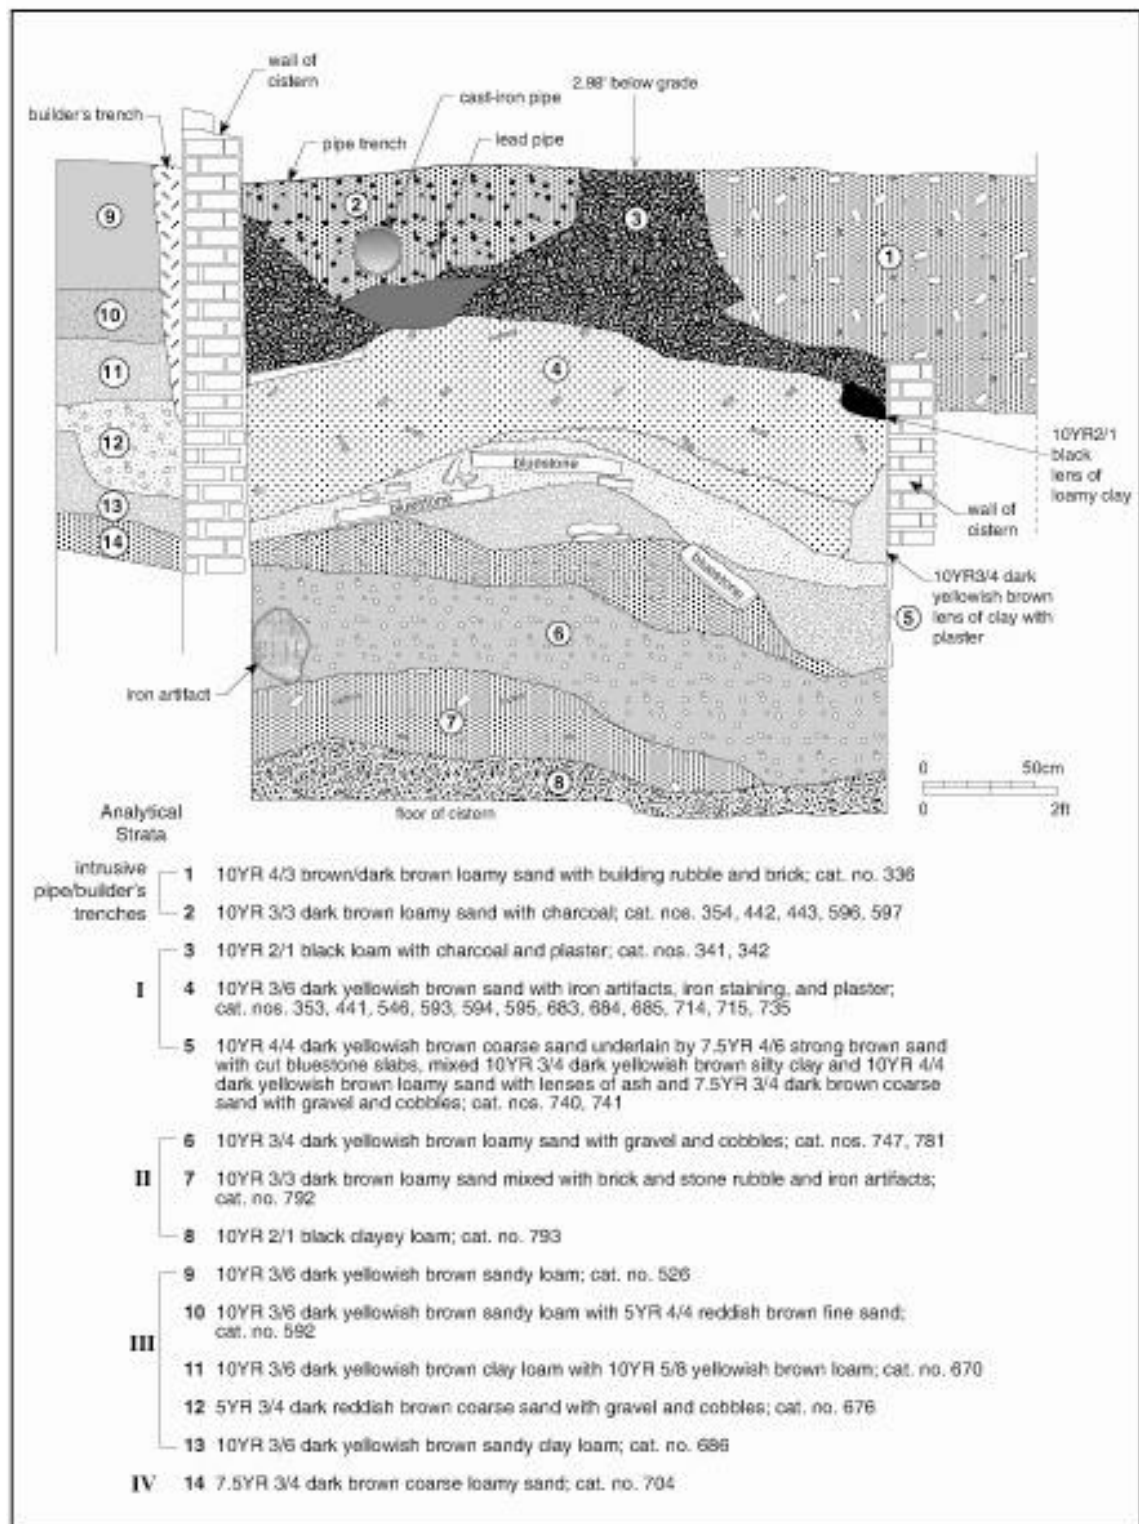 wall of
cistern
2.98' below grade
cast-iron pipe
builder's trench
lead pipe
pipe trench
2
3
9
1
10
4
11
12
bluestone
10YR2/1
black
lens of
loamy clay
bluestone
13
wall of
cistern
14
bluestone
10YR3/4 dark
yellowish brown
lens of clay with
plaster
5
6
iron artifact
7
8
0 50cm
0 2ft
floor of cistern
Analytical
Strata
intrusive
pipe/builder's
trenches
1 10YR 4/3 brown/dark brown loamy sand with building rubble and brick; cat. no. 336
2 10YR 3/3 dark brown loamy sand with charcoal; cat. nos. 354, 442, 443, 596, 597
I
3 10YR 2/1 black loam with charcoal and plaster; cat. nos. 341, 342
4 10YR 3/6 dark yellowish brown sand with iron artifacts, iron staining, and plaster;
cat. nos. 353, 441, 546, 593, 594, 595, 683, 684, 685, 714, 715, 735
5 10YR 4/4 dark yellowish brown coarse sand underlain by 7.5YR 4/6 strong brown sand
with cut bluestone slabs, mixed 10YR 3/4 dark yellowish brown silty clay and 10YR 4/4
dark yellowish brown loamy sand with lenses of ash and 7.5YR 3/4 dark brown coarse
sand with gravel and cobbles; cat. nos. 740, 741
II
6 10YR 3/4 dark yellowish brown loamy sand with gravel and cobbles; cat. nos. 747, 781
7 10YR 3/3 dark brown loamy sand mixed with brick and stone rubble and iron artifacts;
cat. no. 792
8 10YR 2/1 black clayey loam; cat. no. 793
III
9 10YR 3/6 dark yellowish brown sandy loam; cat. no. 526
10 10YR 3/6 dark yellowish brown sandy loam with 5YR 4/4 reddish brown fine sand;
cat. no. 592
11 10YR 3/6 dark yellowish brown clay loam with 10YR 5/8 yellowish brown loam; cat. no. 670
12 5YR 3/4 dark reddish brown coarse sand with gravel and cobbles; cat. no. 676
13 10YR 3/6 dark yellowish brown sandy clay loam; cat. no. 686
IV 14 7.5YR 3/4 dark brown coarse loamy sand; cat. no. 704